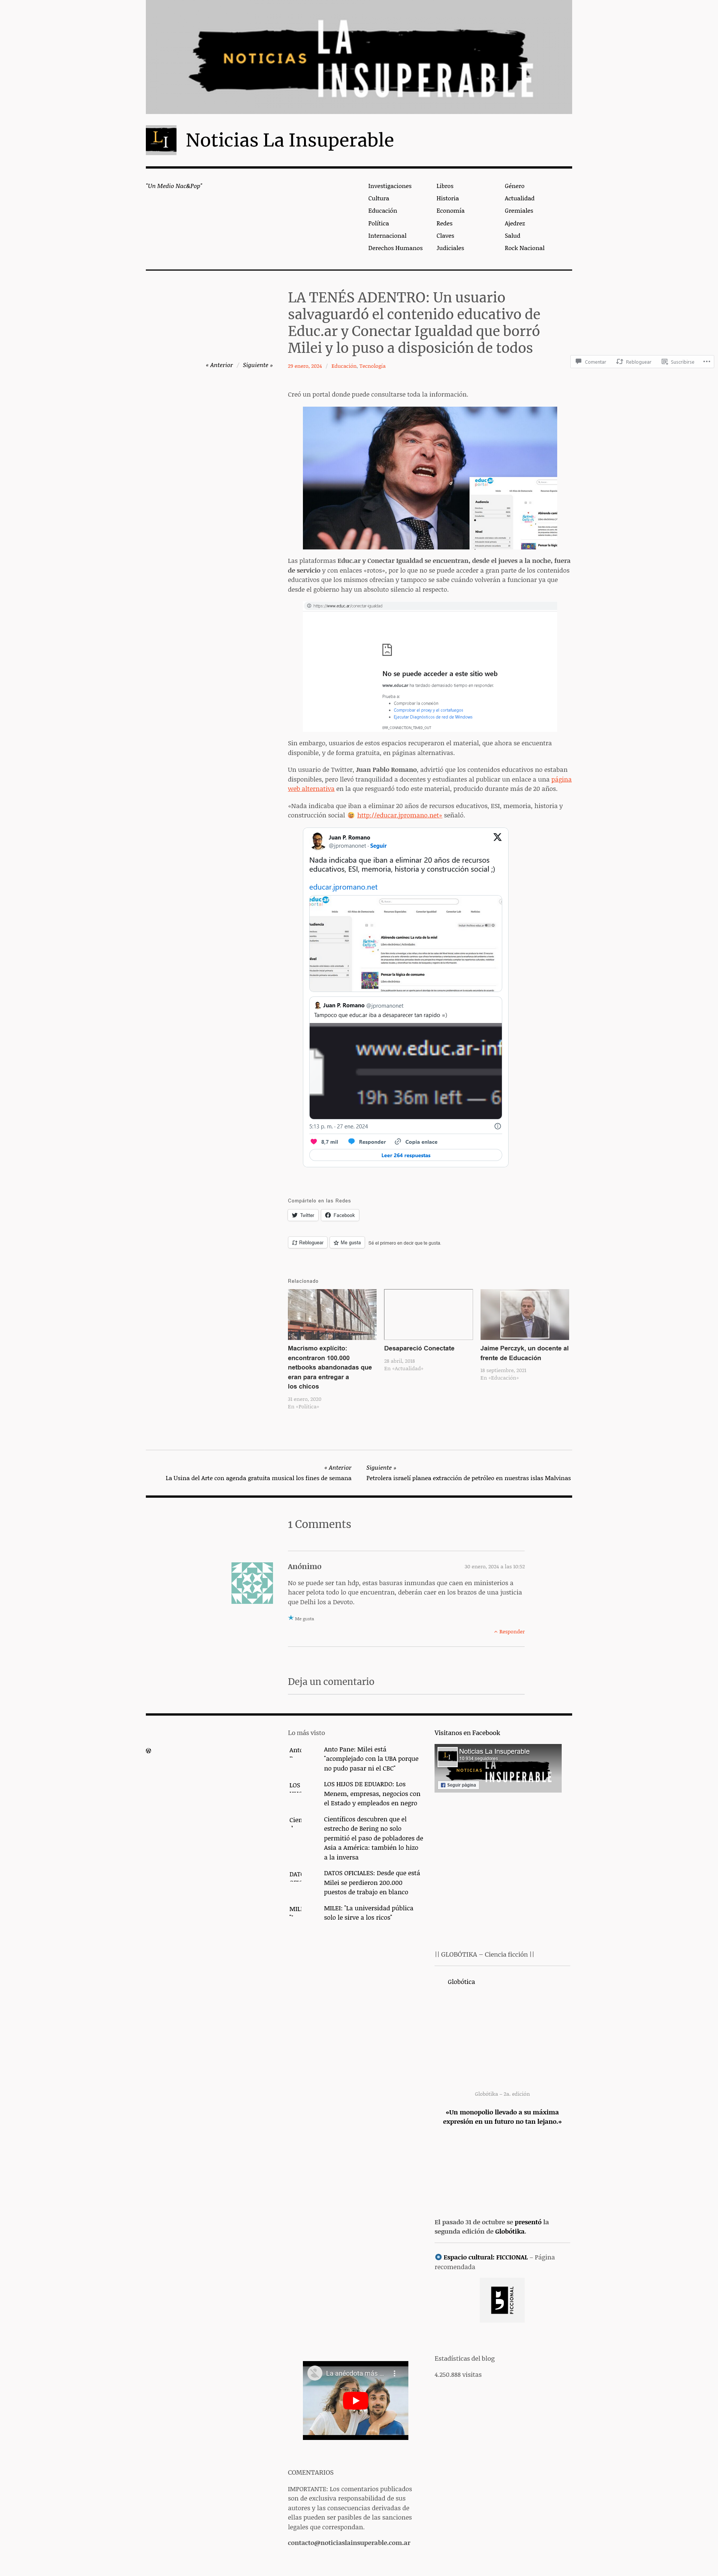 NOTICIAS LA INSUPERABLE
LI
Noticias La Insuperable
"Un Medio Nac&Pop"
Investigaciones
Libros
Género
Cultura
Historia
Actualidad
Educación
Economía
Gremiales
Política
Redes
Ajedrez
Internacional
Claves
Salud
Derechos Humanos
Judiciales
Rock Nacional
LA TENÉS ADENTRO: Un usuario
salvaguardó el contenido educativo de
Educ.ar y Conectar Igualdad que borró
Milei y lo puso a disposición de todos
« Anterior / Siguiente »
29 enero, 2024 / Educación, Tecnología
Comentar
Rebloguear
Suscribirse
Creó un portal donde puede consultarse toda la información.
Las plataformas Educ.ar y Conectar Igualdad se encuentran, desde el jueves a la noche, fuera
de servicio y con enlaces «rotos», por lo que no se puede acceder a gran parte de los contenidos
educativos que los mismos ofrecían y tampoco se sabe cuándo volverán a funcionar ya que
desde el gobierno hay un absoluto silencio al respecto.
https://www.educ.ar/conectar-igualdad
No se puede acceder a este sitio web
www.educ.ar ha tardado demasiado tiempo en responder.
Prueba a:
Comprobar la conexión
Comprobar el proxy y el cortafuegos
Ejecutar Diagnósticos de red de Windows
ERR_CONNECTION_TIMED_OUT
Sin embargo, usuarios de estos espacios recuperaron el material, que ahora se encuentra
disponible, y de forma gratuita, en páginas alternativas.
Un usuario de Twitter, Juan Pablo Romano, advirtió que los contenidos educativos no estaban
disponibles, pero llevó tranquilidad a docentes y estudiantes al publicar un enlace a una página
web alternativa en la que resguardó todo este material, producido durante más de 20 años.
«Nada indicaba que iban a eliminar 20 años de recursos educativos, ESI, memoria, historia y
construcción social http://educar.jpromano.net» señaló.
Juan P. Romano
@jpromanonet · Seguir
Nada indicaba que iban a eliminar 20 años de recursos
educativos, ESI, memoria, historia y construcción social ;)
educar.jpromano.net
Juan P. Romano @jpromanonet
Tampoco que educ.ar iba a desaparecer tan rapido =)
www.educ.ar-inf
19h 36m left — 6
5:13 p. m. · 27 ene. 2024
8,7 mil
Responder
Copia enlace
Leer 264 respuestas
Compártelo en las Redes
Twitter
Facebook
Rebloguear
Me gusta
Sé el primero en decir que te gusta.
Relacionado
Macrismo explícito:
encontraron 100.000
netbooks abandonadas que
eran para entregar a
los chicos
31 enero, 2020
En «Política»
Desapareció Conectate
28 abril, 2018
En «Actualidad»
Jaime Perczyk, un docente al
frente de Educación
18 septiembre, 2021
En «Educación»
« Anterior
La Usina del Arte con agenda gratuita musical los fines de semana
Siguiente »
Petrolera israelí planea extracción de petróleo en nuestras islas Malvinas
1 Comments
Anónimo
30 enero, 2024 a las 10:52
No se puede ser tan hdp, estas basuras inmundas que caen en ministerios a
hacer pelota todo lo que encuentran, deberán caer en los brazos de una justicia
que Delhi los a Devoto.
Me gusta
Responder
Deja un comentario
Lo más visto
Anto Pane: Milei está
"acomplejado con la UBA porque
no pudo pasar ni el CBC"
LOS HIJOS DE EDUARDO: Los
Menem, empresas, negocios con
el Estado y empleados en negro
Científicos descubren que el
estrecho de Bering no solo
permitió el paso de pobladores de
Asia a América: también lo hizo
a la inversa
DATOS OFICIALES: Desde que está
Milei se perdieron 200.000
puestos de trabajo en blanco
MILEI: "La universidad pública
solo le sirve a los ricos"
Visitanos en Facebook
Noticias La Insuperable
Seguir página
|| GLOBÓTIKA – Ciencia ficción ||
Globótica
Globótika - 2a. edición
«Un monopolio llevado a su máxima
expresión en un futuro no tan lejano.»
El pasado 31 de octubre se presentó la
segunda edición de Globótika.
Espacio cultural: FICCIONAL – Página
recomendada
FICCIONAL
Estadísticas del blog
4.250.888 visitas
La anécdota más ...
COMENTARIOS
IMPORTANTE: Los comentarios publicados
son de exclusiva responsabilidad de sus
autores y las consecuencias derivadas de
ellas pueden ser pasibles de las sanciones
legales que correspondan.
contacto@noticiaslainsuperable.com.ar